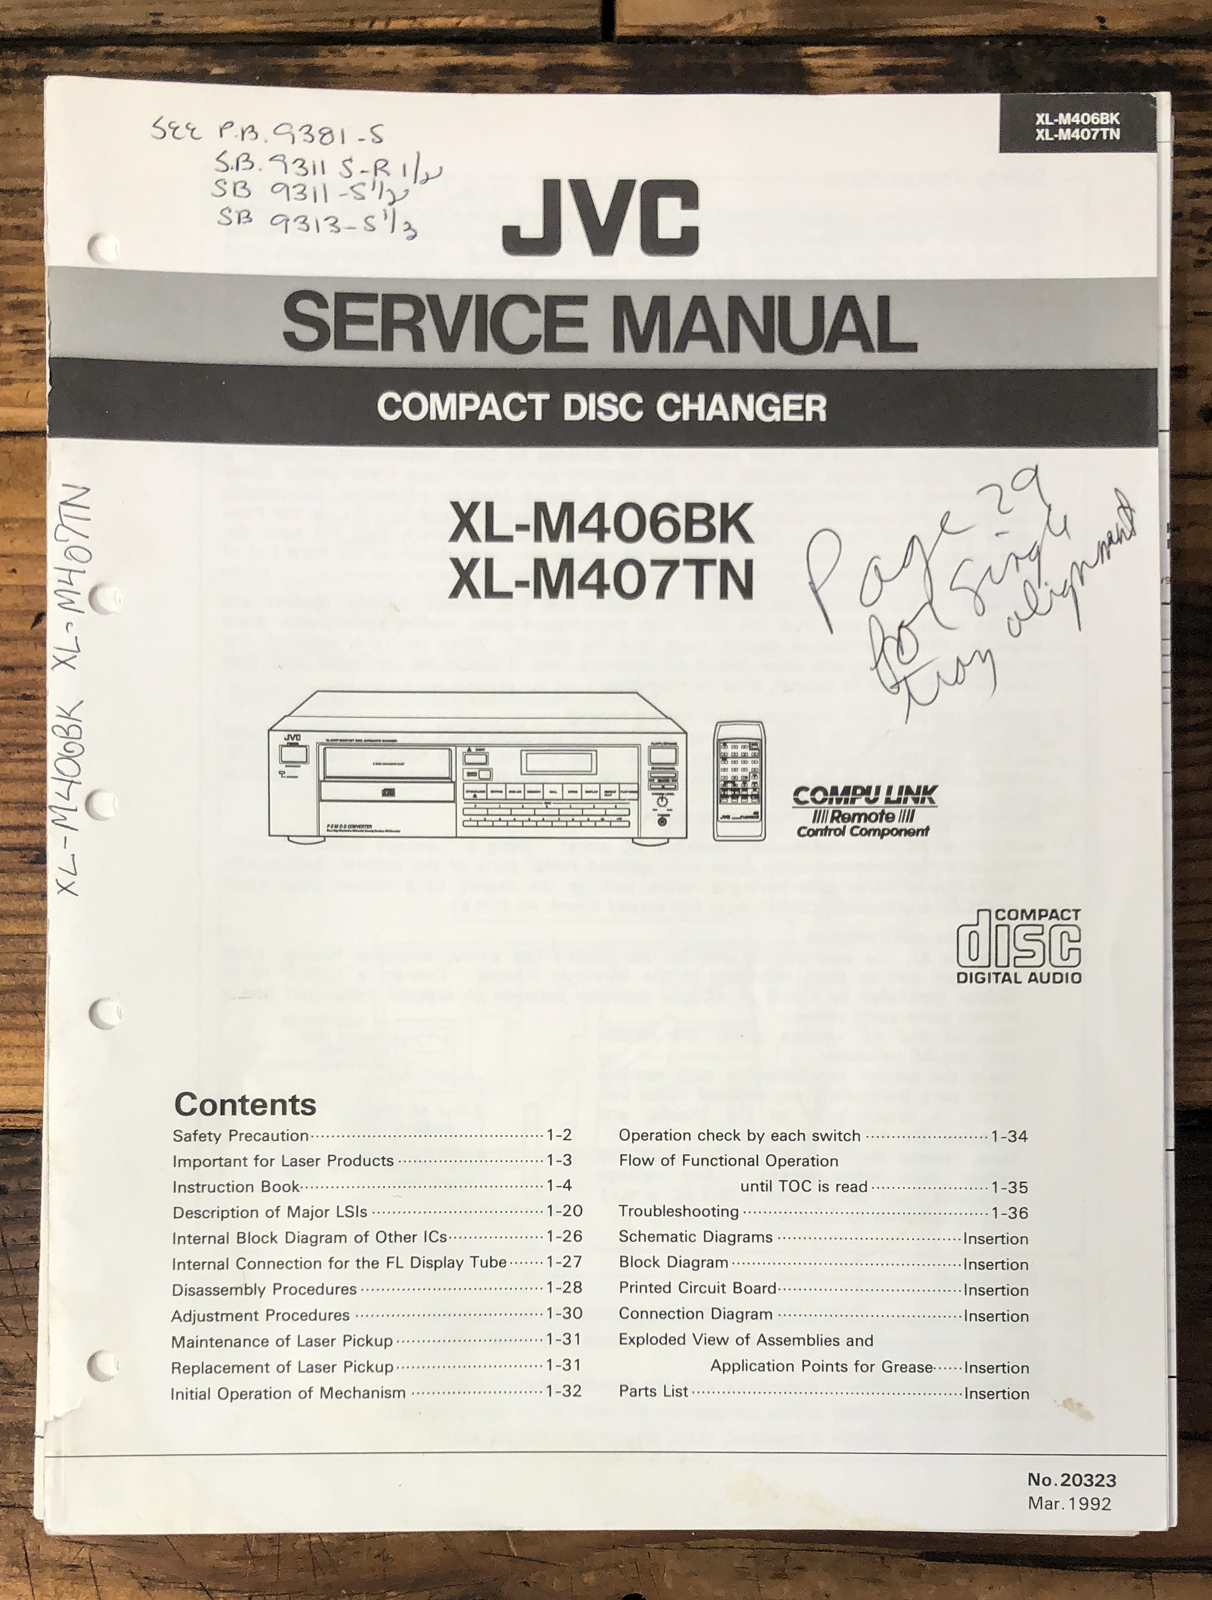 XL-M406BK
XL-M407TN
SEE P.B. 9381-S
S.B. 9311 S-R 1/2
SB 9311-S 1/2
SB 9313-S 1/3
JVC
SERVICE MANUAL
COMPACT DISC CHANGER
XL-M406BK
XL-M407TN
Page 29
for single
tray alignment
XL-M406BK XL-M407TN
JVC
COMPU LINK
Remote
Control Component
COMPACT
disc
DIGITAL AUDIO
Contents
Safety Precaution 1-2
Important for Laser Products 1-3
Instruction Book 1-4
Description of Major LSIs 1-20
Internal Block Diagram of Other ICs 1-26
Internal Connection for the FL Display Tube 1-27
Disassembly Procedures 1-28
Adjustment Procedures 1-30
Maintenance of Laser Pickup 1-31
Replacement of Laser Pickup 1-31
Initial Operation of Mechanism 1-32
Operation check by each switch 1-34
Flow of Functional Operation
until TOC is read 1-35
Troubleshooting 1-36
Schematic Diagrams Insertion
Block Diagram Insertion
Printed Circuit Board Insertion
Connection Diagram Insertion
Exploded View of Assemblies and
Application Points for Grease Insertion
Parts List Insertion
No.20323
Mar.1992